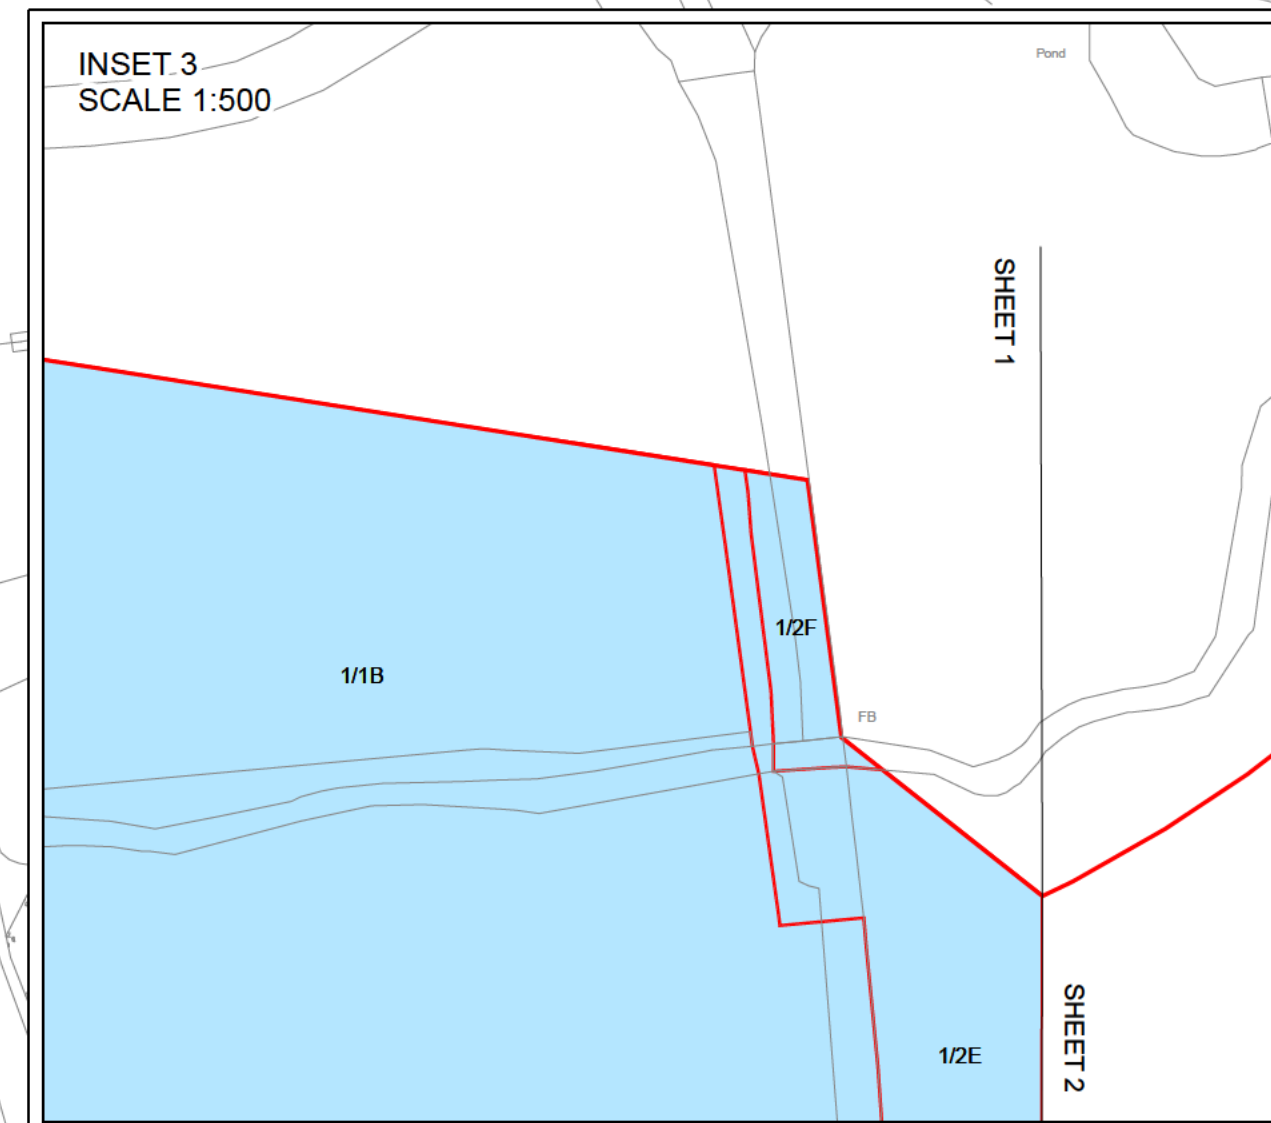 INSET 3
SCALE 1:500
Pond
SHEET 1
1/2F
1/1B
FB
SHEET 2
1/2E